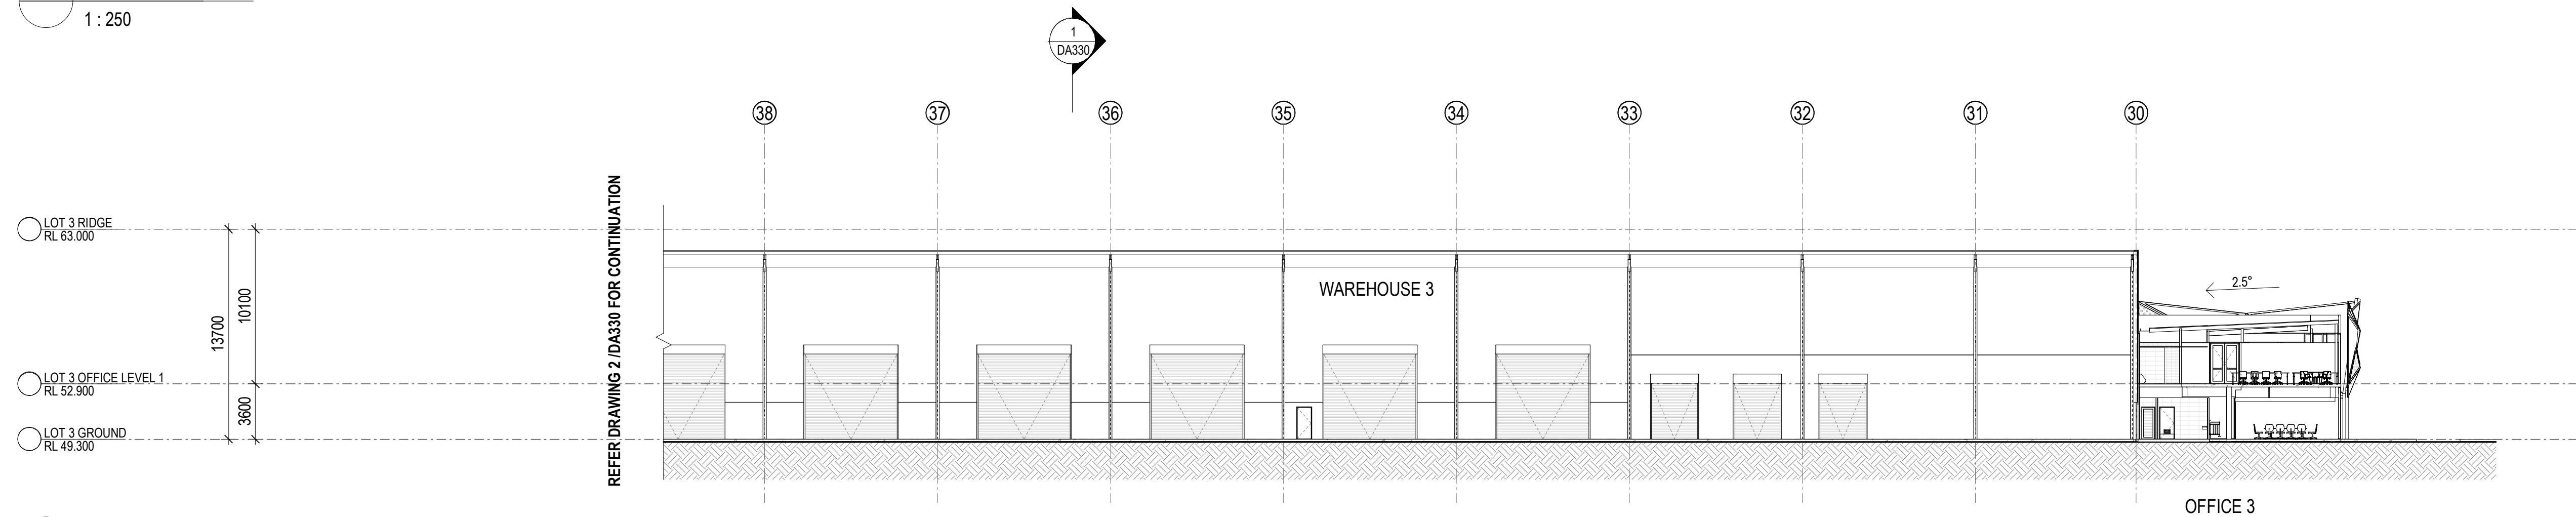 1 : 250
1
DA330
38
37
36
35
34
33
32
31
30
LOT 3 RIDGE
RL 63.000
LOT 3 OFFICE LEVEL 1
RL 52.900
LOT 3 GROUND
RL 49.300
13700
10100
3600
REFER DRAWING 2 /DA330 FOR CONTINUATION
WAREHOUSE 3
2.5°
OFFICE 3